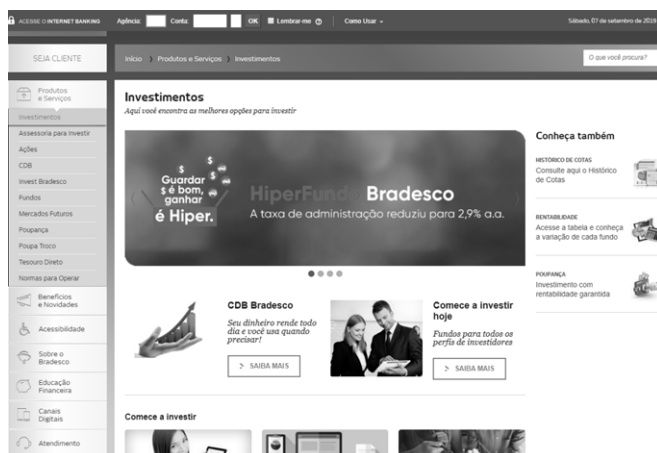 ACESSE O INTERNET BANKING Agência: Conta: OK Lembrar-me Como Usar Sábado, 07 de setembro de 2019
SEJA CLIENTE
Início Produtos e Serviços Investimentos
O que você procura?
Produtos
e Serviços
Investimentos
Assessoria para Investir
Ações
CDB
Invest Bradesco
Fundos
Mercados Futuros
Poupança
Poupa Troco
Tesouro Direto
Normas para Operar
Benefícios
e Novidades
Acessibilidade
Sobre o
Bradesco
Educação
Financeira
Canais
Digitais
Atendimento
Investimentos
Aqui você encontra as melhores opções para investir
Guardar
$ é bom,
ganhar
é Hiper.
HiperFundo Bradesco
A taxa de administração reduziu para 2,9% a.a.
CDB Bradesco
Seu dinheiro rende todo
dia e você usa quando
precisar!
SAIBA MAIS
Comece a investir
hoje
Fundos para todos os
perfis de investidores
SAIBA MAIS
Comece a investir
Conheça também
HISTÓRICO DE COTAS
Consulte aqui o Histórico
de Cotas
RENTABILIDADE
Acesse a tabela e conheça
a variação de cada fundo
POUPANÇA
Investimento com
rentabilidade garantida